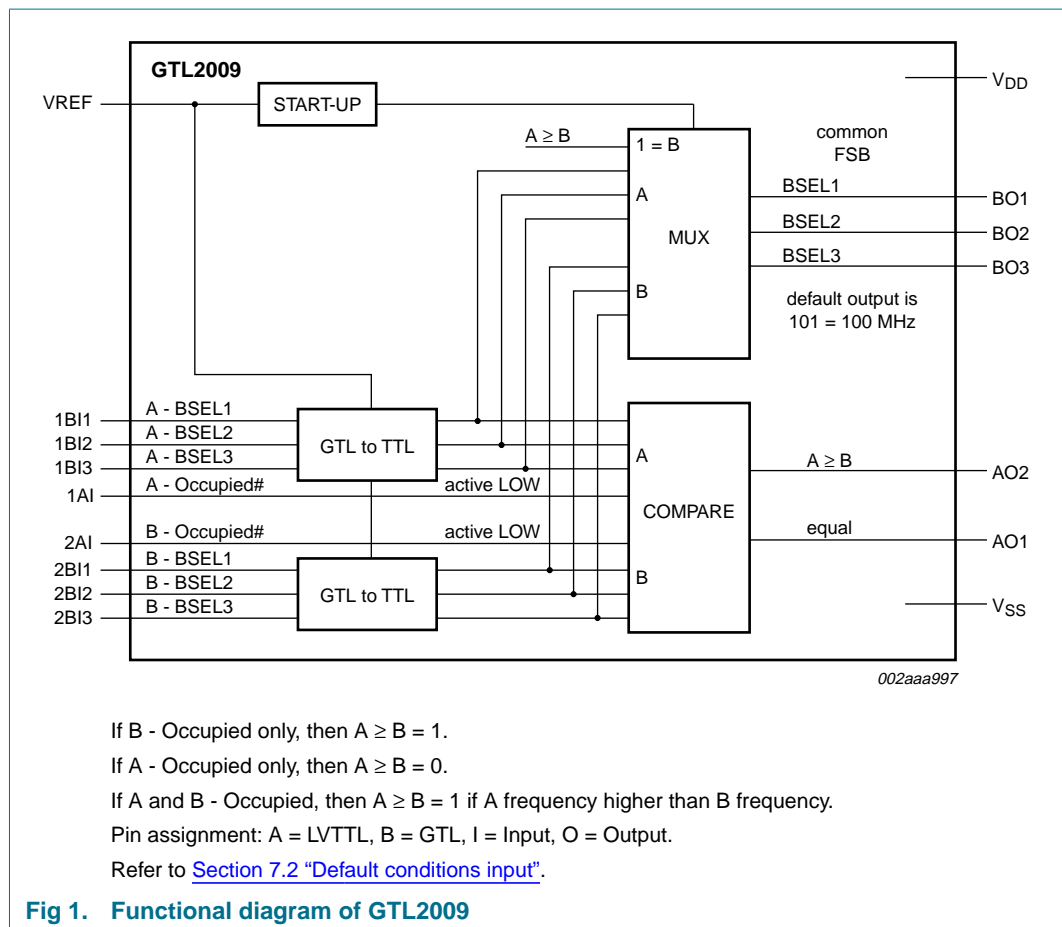 GTL2009
VREF
START-UP
VDD
A ≥ B
1 = B
common
FSB
A
MUX
B
BSEL1
BO1
BSEL2
BO2
BSEL3
BO3
default output is
101 = 100 MHz
1BI1
A - BSEL1
1BI2
A - BSEL2
1BI3
A - BSEL3
GTL to TTL
1AI
A - Occupied#
active LOW
2AI
B - Occupied#
active LOW
2BI1
B - BSEL1
2BI2
B - BSEL2
2BI3
B - BSEL3
GTL to TTL
A
COMPARE
B
A ≥ B
AO2
equal
AO1
VSS
002aaa997
If B - Occupied only, then A ≥ B = 1.
If A - Occupied only, then A ≥ B = 0.
If A and B - Occupied, then A ≥ B = 1 if A frequency higher than B frequency.
Pin assignment: A = LVTTL, B = GTL, I = Input, O = Output.
Refer to Section 7.2 “Default conditions input”.
Fig 1. Functional diagram of GTL2009